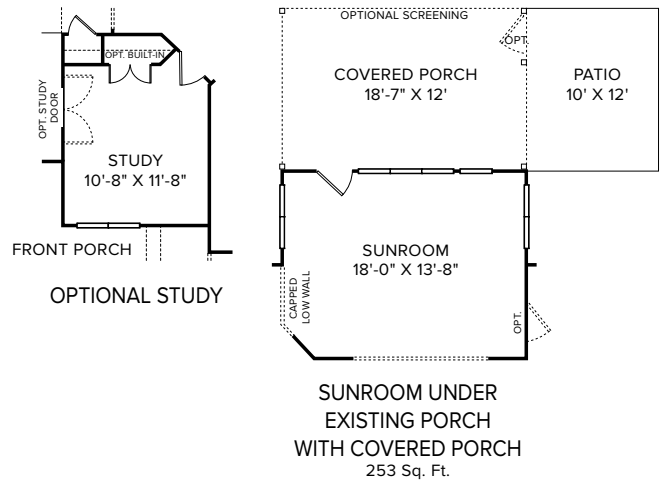 OPT. BUILT-IN
OPT. STUDY
DOOR
STUDY
10'-8" X 11'-8"
FRONT PORCH
OPTIONAL STUDY
OPTIONAL SCREENING
OPT.
COVERED PORCH
18'-7" X 12'
PATIO
10' X 12'
SUNROOM
18'-0" X 13'-8"
CAPPED
LOW WALL
OPT.
SUNROOM UNDER
EXISTING PORCH
WITH COVERED PORCH
253 Sq. Ft.